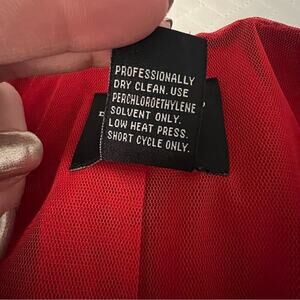 PROFESSIONALLY
DRY CLEAN. USE
PERCHLOROETHYLENE
SOLVENT ONLY.
LOW HEAT PRESS.
SHORT CYCLE ONLY.